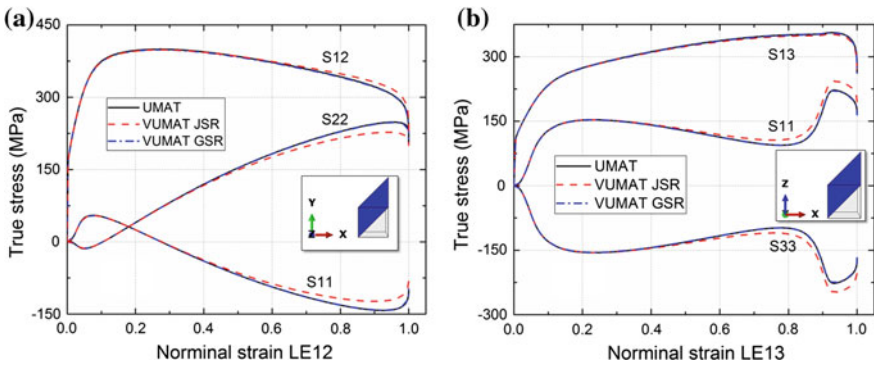 (a)
450
300
150
0
-150
True stress (MPa)
S12
UMAT
VUMAT JSR
VUMAT GSR
S22
S11
Y
Z
X
0.0 0.2 0.4 0.6 0.8 1.0
Norminal strain LE12
(b)
300
150
0
-150
-300
True stress (MPa)
S13
S11
UMAT
VUMAT JSR
VUMAT GSR
Z
X
S33
0.0 0.2 0.4 0.6 0.8 1.0
Norminal strain LE13